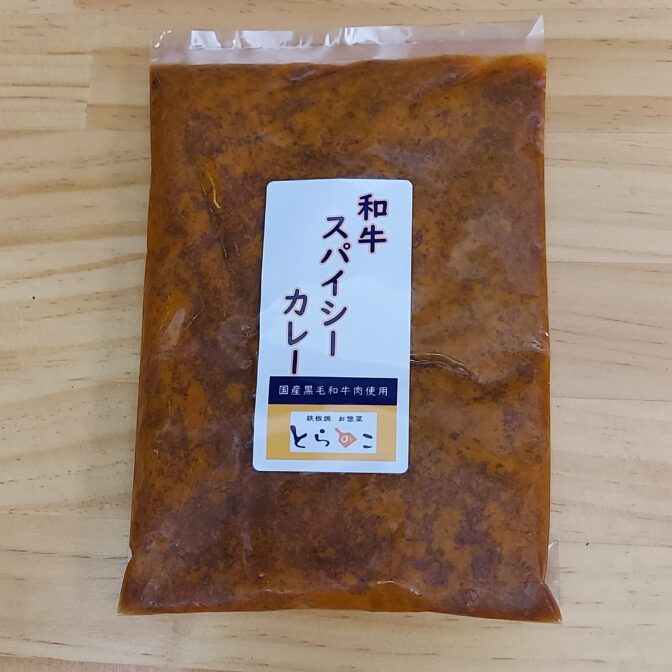 和牛
スパイシー
カレー
国産黒毛和牛肉使用
鉄板焼 お惣菜
とらのこ